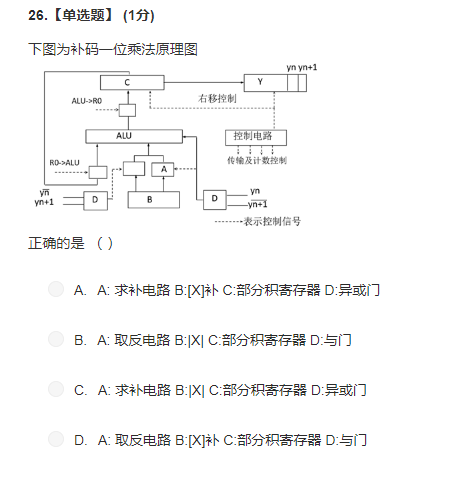 26.【单选题】 (1分)
下图为补码一位乘法原理图
yn yn+1
C
Y
ALU->R0
右移控制
ALU
控制电路
R0->ALU
A
传输及计数控制
y̅n̅
yn+1
D
B
D
yn
y̅n̅+̅1̅
表示控制信号
正确的是 ( )
A. A: 求补电路 B:[X]补 C:部分积寄存器 D:异或门
B. A: 取反电路 B:|X| C:部分积寄存器 D:与门
C. A: 求补电路 B:|X| C:部分积寄存器 D:异或门
D. A: 取反电路 B:[X]补 C:部分积寄存器 D:与门